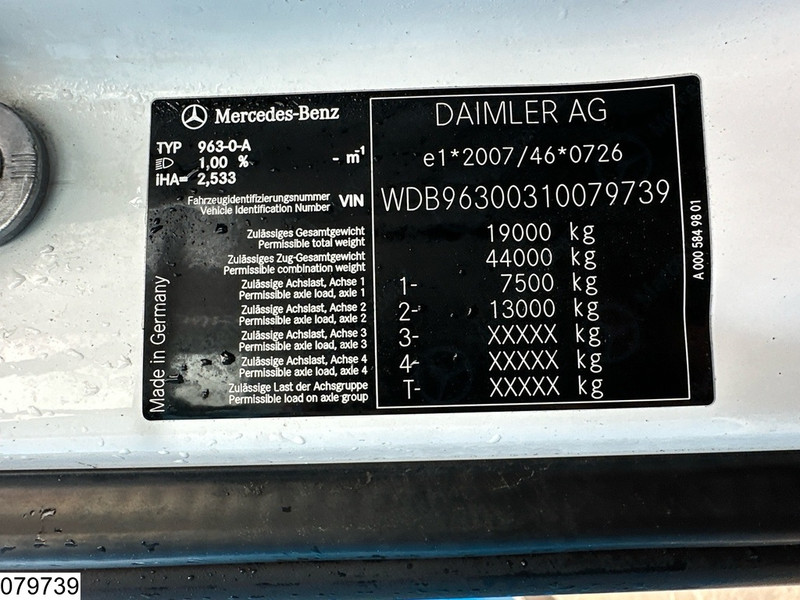 Mercedes-Benz
TYP 963-0-A
1,00 % - m-1
iHA= 2,533
Fahrzeugidentifizierungsnummer
Vehicle Identification Number VIN
Zulässiges Gesamtgewicht
Permissible total weight
Zulässiges Zug-Gesamtgewicht
Permissible combination weight
Zulässige Achslast, Achse 1
Permissible axle load, axle 1
Zulässige Achslast, Achse 2
Permissible axle load, axle 2
Zulässige Achslast, Achse 3
Permissible axle load, axle 3
Zulässige Achslast, Achse 4
Permissible axle load, axle 4
Zulässige Last der Achsgruppe
Permissible load on axle group
Made in Germany
DAIMLER AG
e1*2007/46*0726
WDB96300310079739
19000 kg
44000 kg
1- 7500 kg
2- 13000 kg
3- XXXXX kg
4- XXXXX kg
T- XXXXX kg
A 000 584 98 01
079739